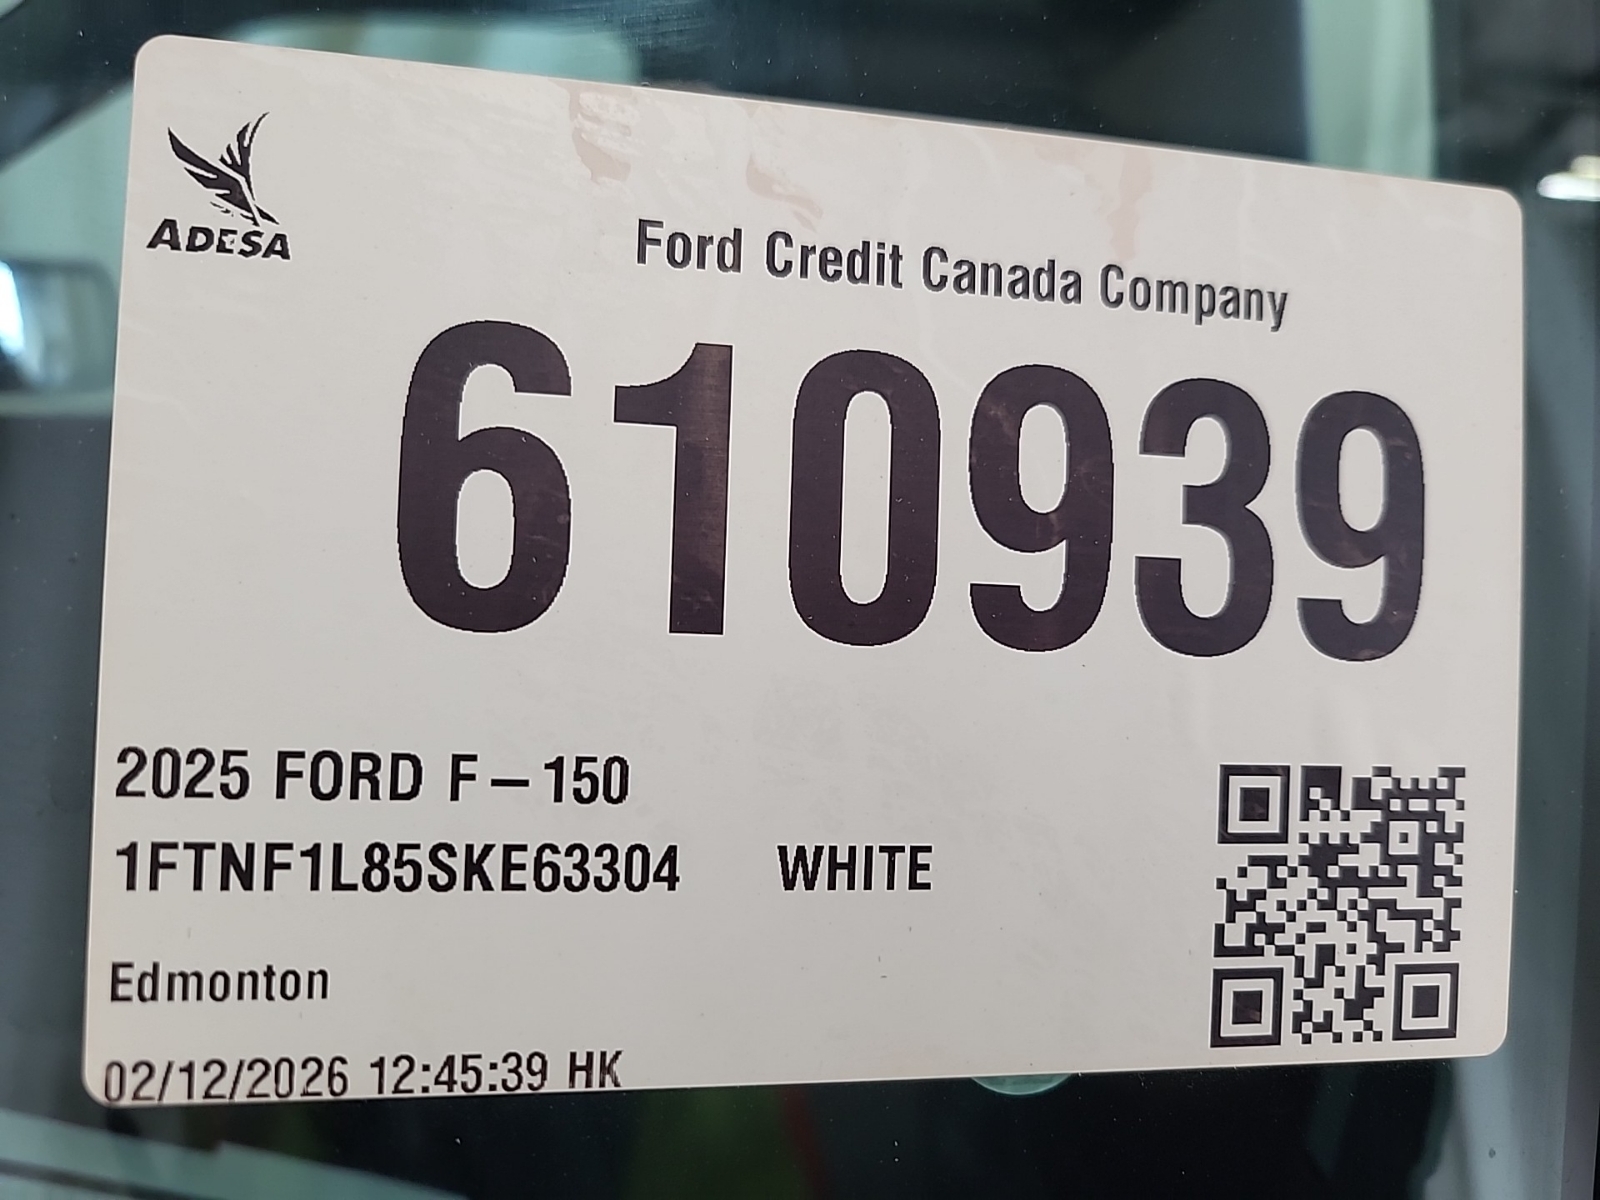 ADESA
Ford Credit Canada Company
610939
2025 FORD F-150
1FTNF1L85SKE63304 WHITE
Edmonton
02/12/2026 12:45:39 HK